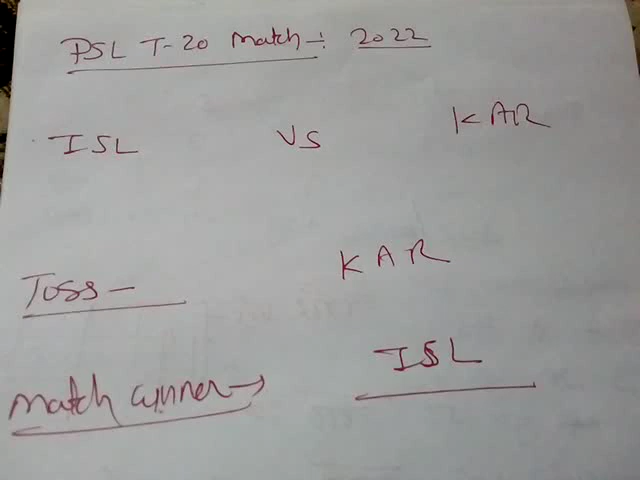 PSL T-20 Match :- 2022
ISL VS KAR
Toss - KAR
Match winner → ISL